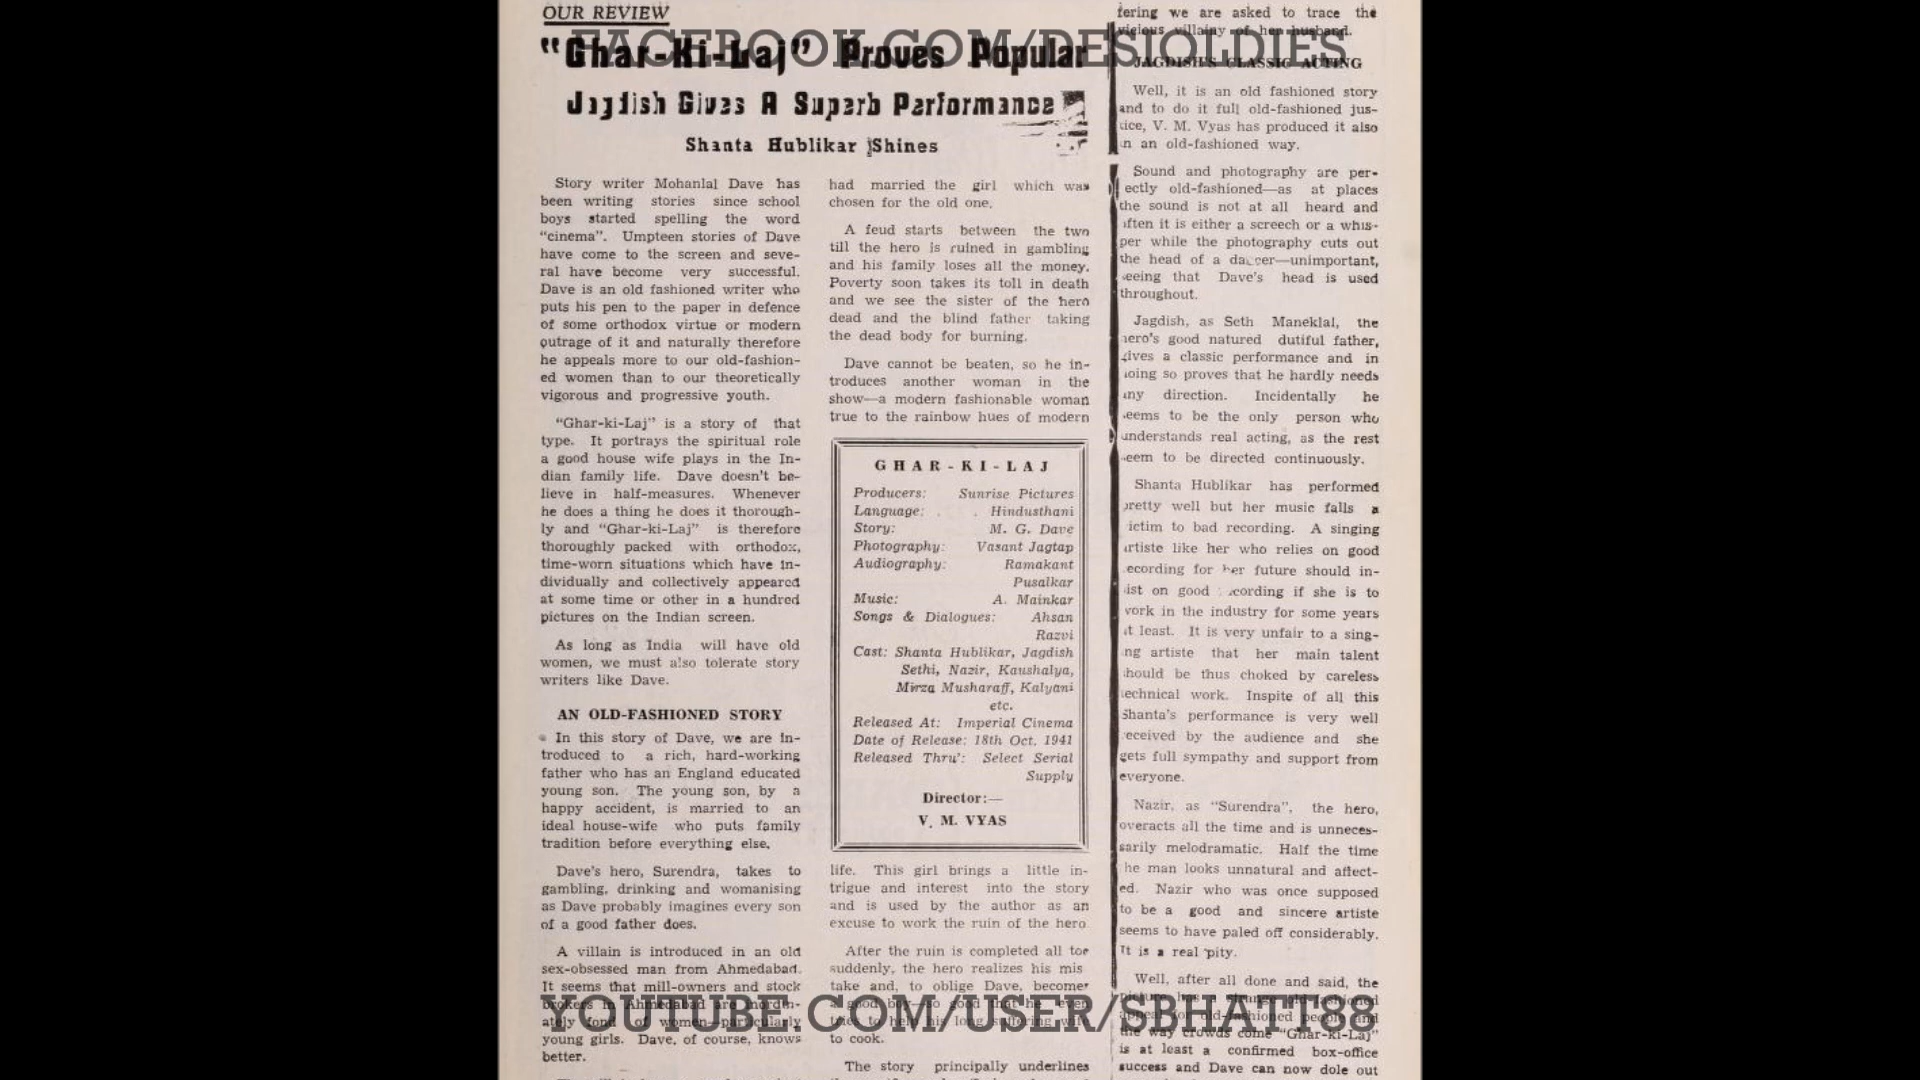 OUR REVIEW
"Ghar-Ki-Laj" Proves Popular
Jagdish Gives A Superb Performance
Shanta Hublikar Shines
Story writer Mohanlal Dave has
been writing stories since school
boys started spelling the word
"cinema". Umpteen stories of Dave
have come to the screen and seve-
ral have become very successful.
Dave is an old fashioned writer who
puts his pen to the paper in defence
of some orthodox virtue or modern
outrage of it and naturally therefore
he appeals more to our old-fashion-
ed women than to our theoretically
vigorous and progressive youth.
"Ghar-ki-Laj" is a story of that
type. It portrays the spiritual role
a good house wife plays in the In-
dian family life. Dave doesn't be-
lieve in half-measures. Whenever
he does a thing he does it thorough-
ly and "Ghar-ki-Laj" is therefore
thoroughly packed with orthodox,
time-worn situations which have in-
dividually and collectively appeared
at some time or other in a hundred
pictures on the Indian screen.
As long as India will have old
women, we must also tolerate story
writers like Dave.
AN OLD-FASHIONED STORY
In this story of Dave, we are in-
troduced to a rich, hard-working
father who has an England educated
young son. The young son, by a
happy accident, is married to an
ideal house-wife who puts family
tradition before everything else.
Dave's hero, Surendra, takes to
gambling, drinking and womanising
as Dave probably imagines every son
of a good father does.
A villain is introduced in an old
sex-obsessed man from Ahmedabad.
It seems that mill-owners and stock
brokers in Ahmedabad are inordin-
ately fond of women—particularly
young girls. Dave, of course, knows
better.
had married the girl which was
chosen for the old one.
A feud starts between the two
till the hero is ruined in gambling
and his family loses all the money.
Poverty soon takes its toll in death
and we see the sister of the hero
dead and the blind father taking
the dead body for burning.
Dave cannot be beaten, so he in-
troduces another woman in the
show—a modern fashionable woman
true to the rainbow hues of modern
GHAR-KI-LAJ
Producers: Sunrise Pictures
Language: Hindusthani
Story: M. G. Dave
Photography: Vasant Jagtap
Audiography: Ramakant
Pusalkar
Music: A. Mainkar
Songs & Dialogues: Ahsan
Razvi
Cast: Shanta Hublikar, Jagdish
Sethi, Nazir, Kaushalya,
Mirza Musharaff, Kalyani
etc.
Released At: Imperial Cinema
Date of Release: 18th Oct. 1941
Released Thru': Select Serial
Supply
Director:—
V. M. VYAS
life. This girl brings a little in-
trigue and interest into the story
and is used by the author as an
excuse to work the ruin of the hero
After the ruin is completed all too
suddenly, the hero realizes his mis
take and, to oblige Dave, becomes
a good boy—so good that he even
tries to help his long suffering wife
to cook.
The story principally underlines
fering we are asked to trace the
vicious villainy of her husband.
JAGDISH'S CLASSIC ACTING
Well, it is an old fashioned story
and to do it full old-fashioned jus-
tice, V. M. Vyas has produced it also
in an old-fashioned way.
Sound and photography are per-
fectly old-fashioned—as at places
the sound is not at all heard and
often it is either a screech or a whis-
per while the photography cuts out
the head of a dancer—unimportant,
seeing that Dave's head is used
throughout.
Jagdish, as Seth Maneklal, the
hero's good natured dutiful father,
gives a classic performance and in
doing so proves that he hardly needs
any direction. Incidentally he
seems to be the only person who
understands real acting, as the rest
seem to be directed continuously.
Shanta Hublikar has performed
pretty well but her music falls a
victim to bad recording. A singing
artiste like her who relies on good
recording for her future should in-
sist on good recording if she is to
work in the industry for some years
at least. It is very unfair to a sing-
ing artiste that her main talent
should be thus choked by careless
technical work. Inspite of all this
Shanta's performance is very well
received by the audience and she
gets full sympathy and support from
everyone.
Nazir, as "Surendra", the hero,
overacts all the time and is unneces-
sarily melodramatic. Half the time
the man looks unnatural and affect-
ed. Nazir who was once supposed
to be a good and sincere artiste
seems to have paled off considerably.
It is a real pity.
Well, after all done and said, the
picture has a strange old-fashioned
appeal for old-fashioned people and
the way crowds come "Ghar-ki-Laj"
is at least a confirmed box-office
success and Dave can now dole out
FACEBOOK.COM/DESIOLDIES
YOUTUBE.COM/USER/SBHATT88